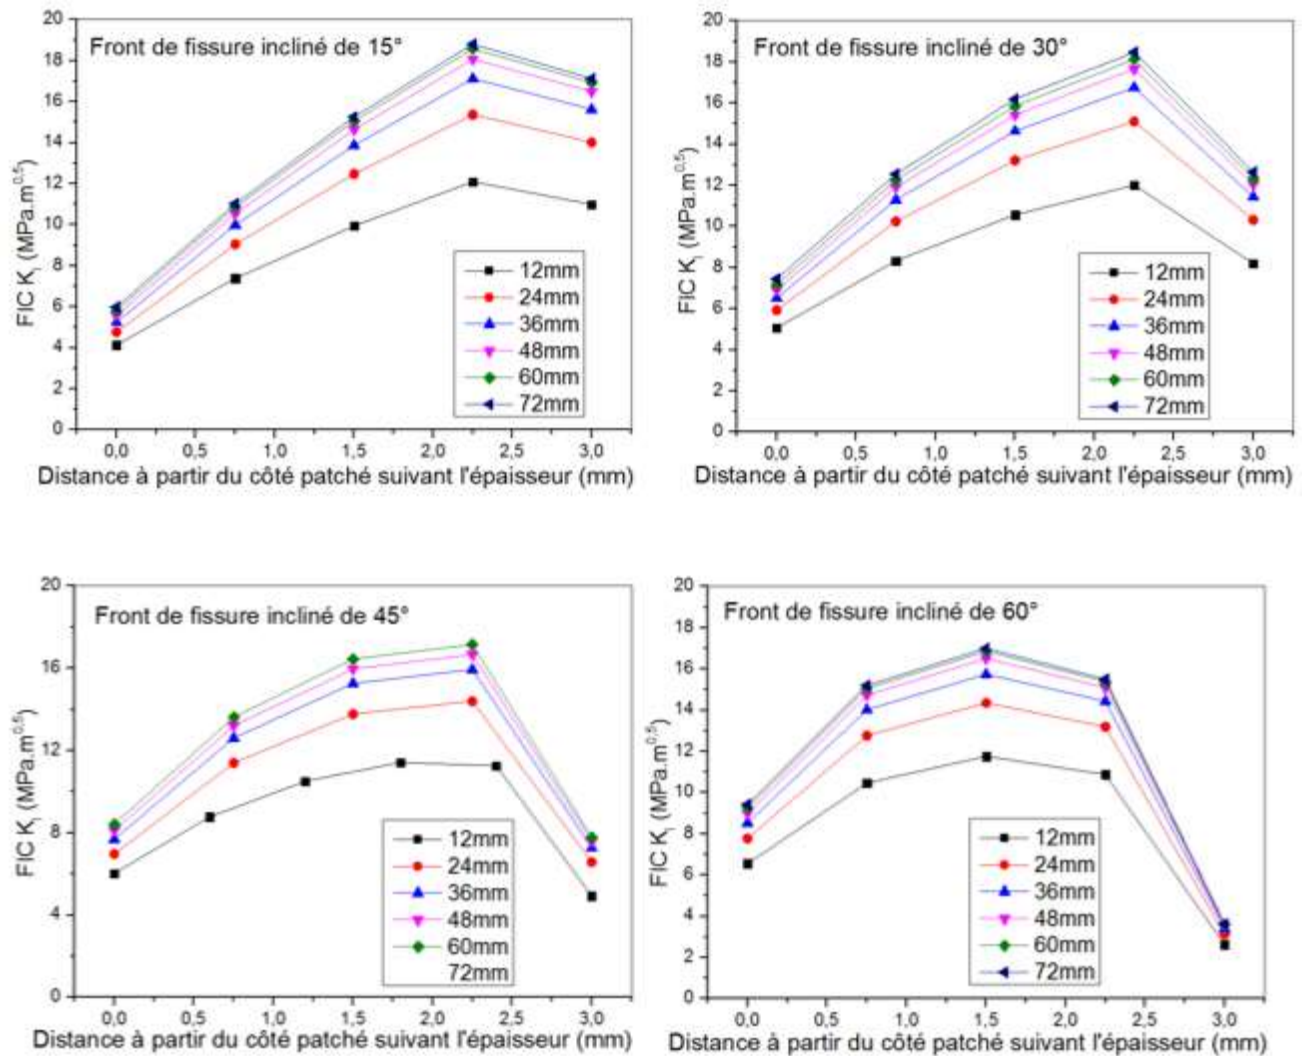 Front de fissure incliné de 15°
FIC K_I (MPa.m^0,5)
20
18
16
14
12
10
8
6
4
2
0
12mm
24mm
36mm
48mm
60mm
72mm
0,0 0,5 1,0 1,5 2,0 2,5 3,0
Distance à partir du côté patché suivant l'épaisseur (mm)
Front de fissure incliné de 30°
FIC K_I (MPa.m^0,5)
20
18
16
14
12
10
8
6
4
2
0
12mm
24mm
36mm
48mm
60mm
72mm
0,0 0,5 1,0 1,5 2,0 2,5 3,0
Distance à partir du côté patché suivant l'épaisseur (mm)
Front de fissure incliné de 45°
FIC K_I (MPa.m^0,5)
20
16
12
8
4
0
12mm
24mm
36mm
48mm
60mm
72mm
0,0 0,5 1,0 1,5 2,0 2,5 3,0
Distance à partir du côté patché suivant l'épaisseur (mm)
Front de fissure incliné de 60°
FIC K_I (MPa.m^0,5)
20
18
16
14
12
10
8
6
4
2
0
12mm
24mm
36mm
48mm
60mm
72mm
0,0 0,5 1,0 1,5 2,0 2,5 3,0
Distance à partir du côté patché suivant l'épaisseur (mm)